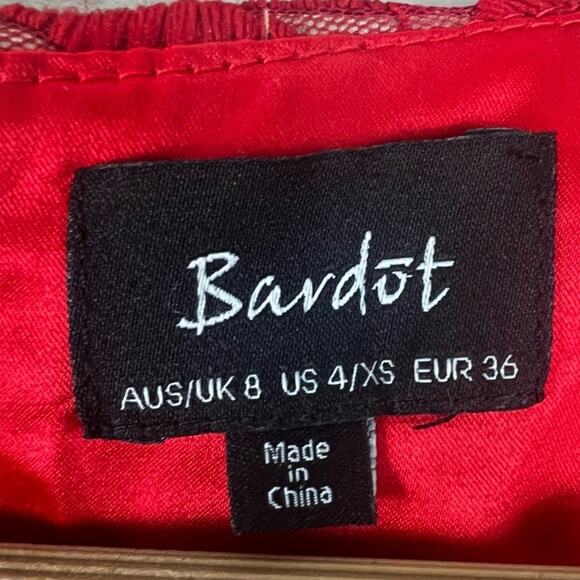 Bardōt
AUS/UK 8 US 4/XS EUR 36
Made
in
China